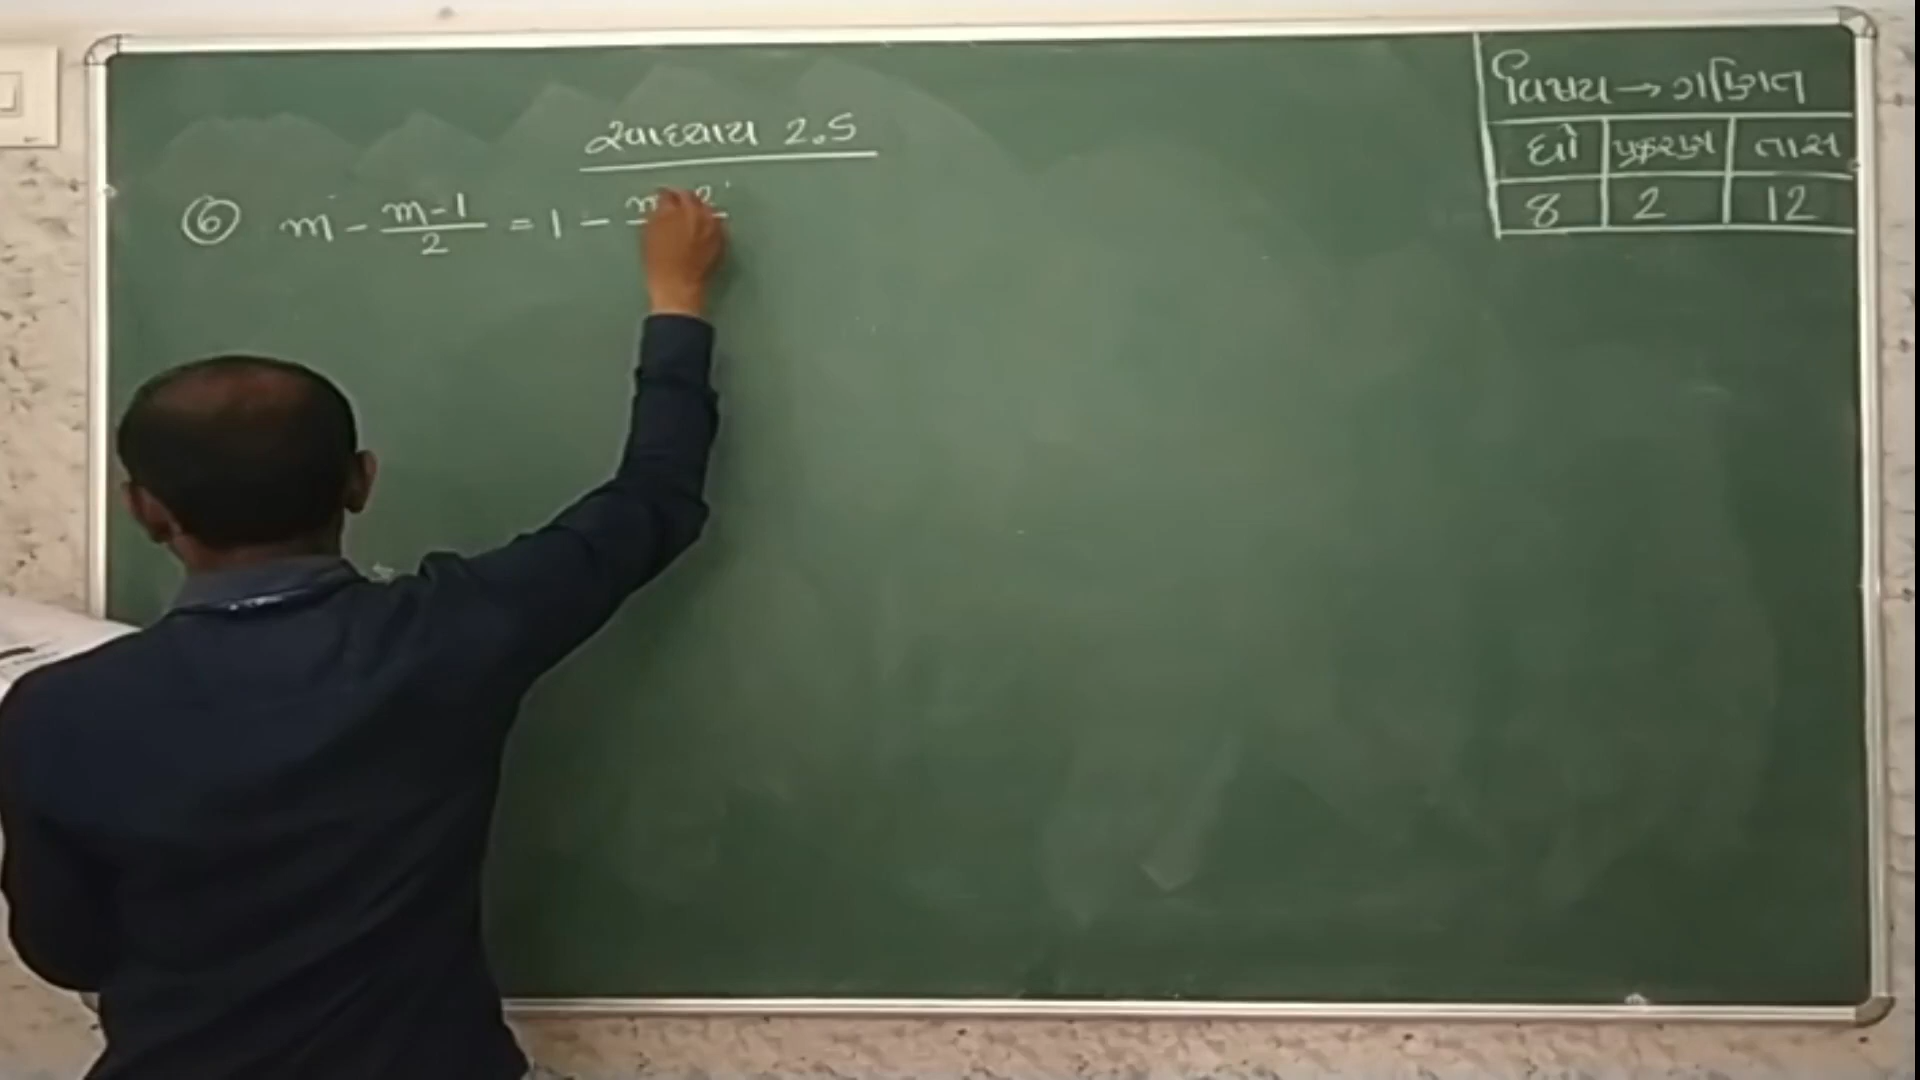 વિષય → ગણિત
ધો પ્રકરણ તાસ
8 2 12
સ્વાધ્યાય 2.5
⑥ m - (m-1)/2 = 1 -